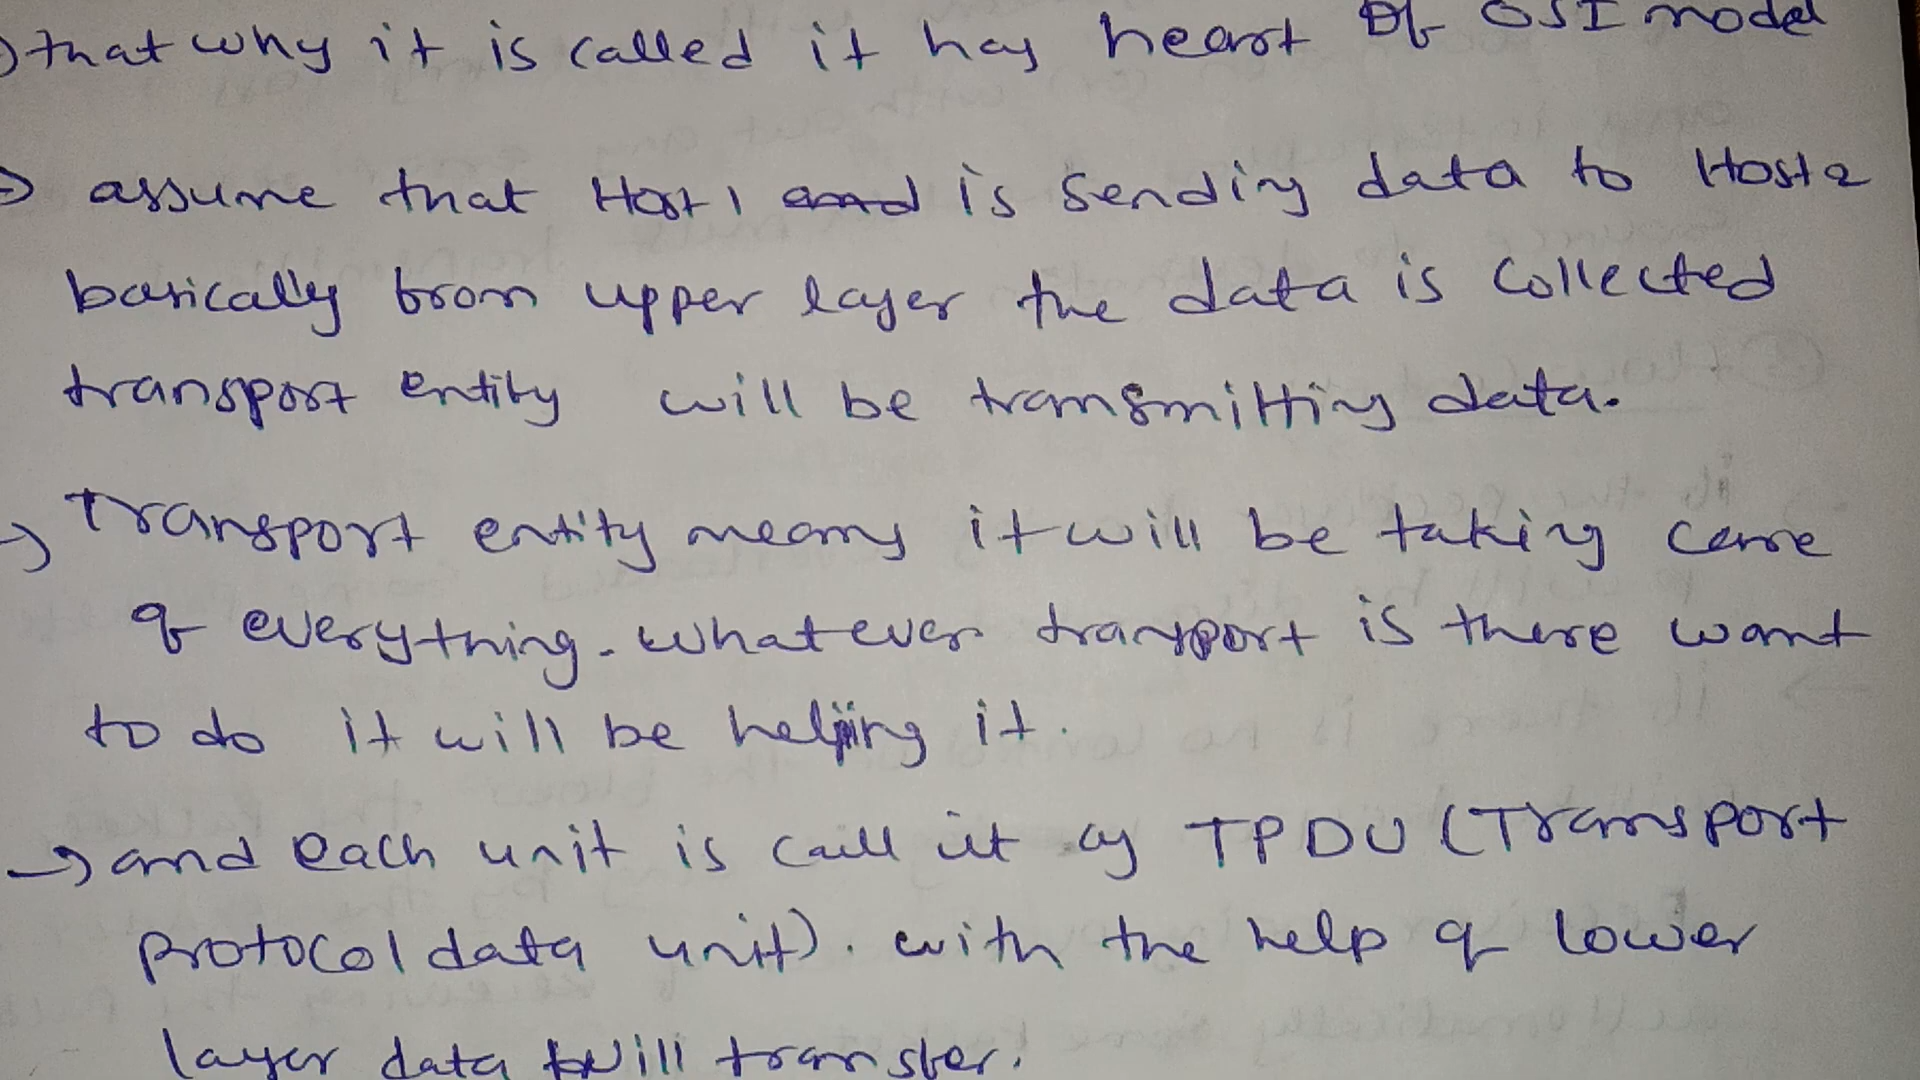 → that why it is called it has heart of OSI model
→ assume that Host 1 is sending data to Host 2
basically from upper layer the data is collected
transport entity will be transmitting data.
→ Transport entity means it will be taking care
of everything. whatever transport is there want
to do it will be helping it.
→ and each unit is call it as TPDU (Transport
protocol data unit). with the help of lower
layer data will transfer.